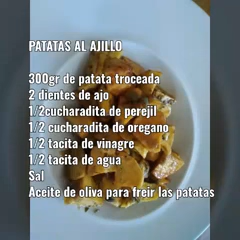 PATATAS AL AJILLO
300gr de patata troceada
2 dientes de ajo
1/2cucharadita de perejil
1/2 cucharadita de oregano
1/2 tacita de vinagre
1/2 tacita de agua
Sal
Aceite de oliva para freir las patatas